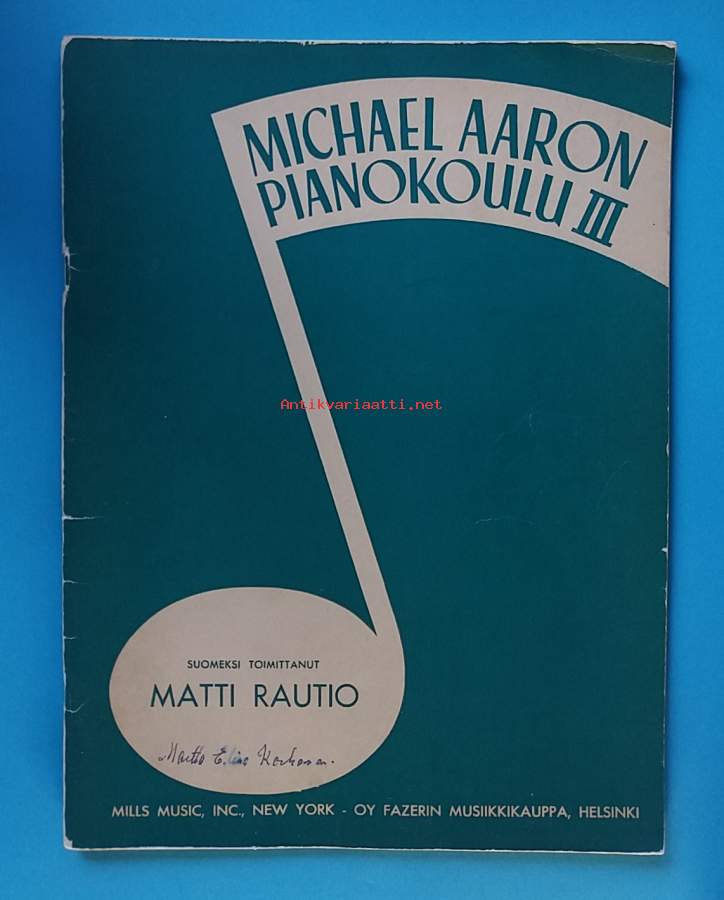 MICHAEL AARON
PIANOKOULU III
Antikvariaatti.net
SUOMEKSI TOIMITTANUT
MATTI RAUTIO
MILLS MUSIC, INC., NEW YORK - OY FAZERIN MUSIIKKIKAUPPA, HELSINKI